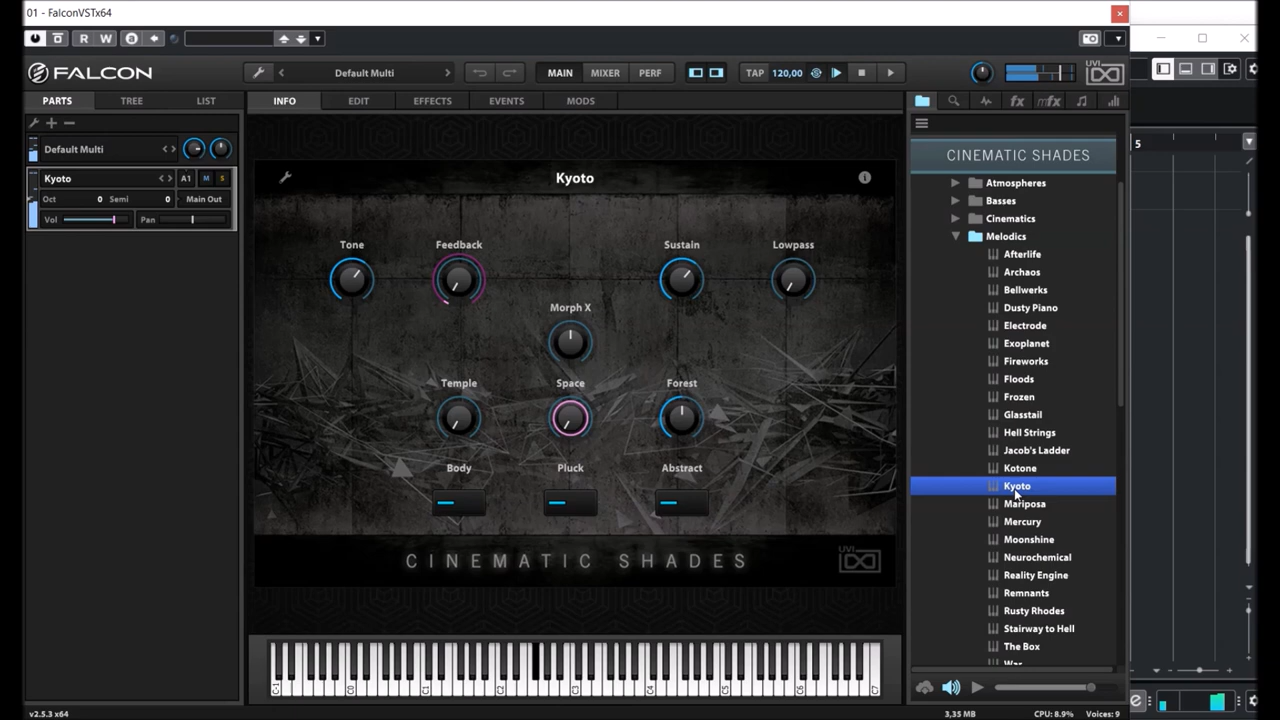 01 - FalconVSTx64
R W a
FALCON
Default Multi
MAIN MIXER PERF
TAP 120,00
UVI
PARTS TREE LIST
INFO EDIT EFFECTS EVENTS MODS
fx mfx
Default Multi
Kyoto A1 M S
Oct 0 Semi 0 Main Out
Vol Pan
Kyoto
Tone Feedback Sustain Lowpass
Morph X
Temple Space Forest
Body Pluck Abstract
CINEMATIC SHADES
UVI
CINEMATIC SHADES
Atmospheres
Basses
Cinematics
Melodics
Afterlife
Archaos
Bellwerks
Dusty Piano
Electrode
Exoplanet
Fireworks
Floods
Frozen
Glasstail
Hell Strings
Jacob's Ladder
Kotone
Kyoto
Mariposa
Mercury
Moonshine
Neurochemical
Reality Engine
Remnants
Rusty Rhodes
Stairway to Hell
The Box
War
5
v2.5.3 x64
3,35 MB CPU: 8.9% Voices: 9